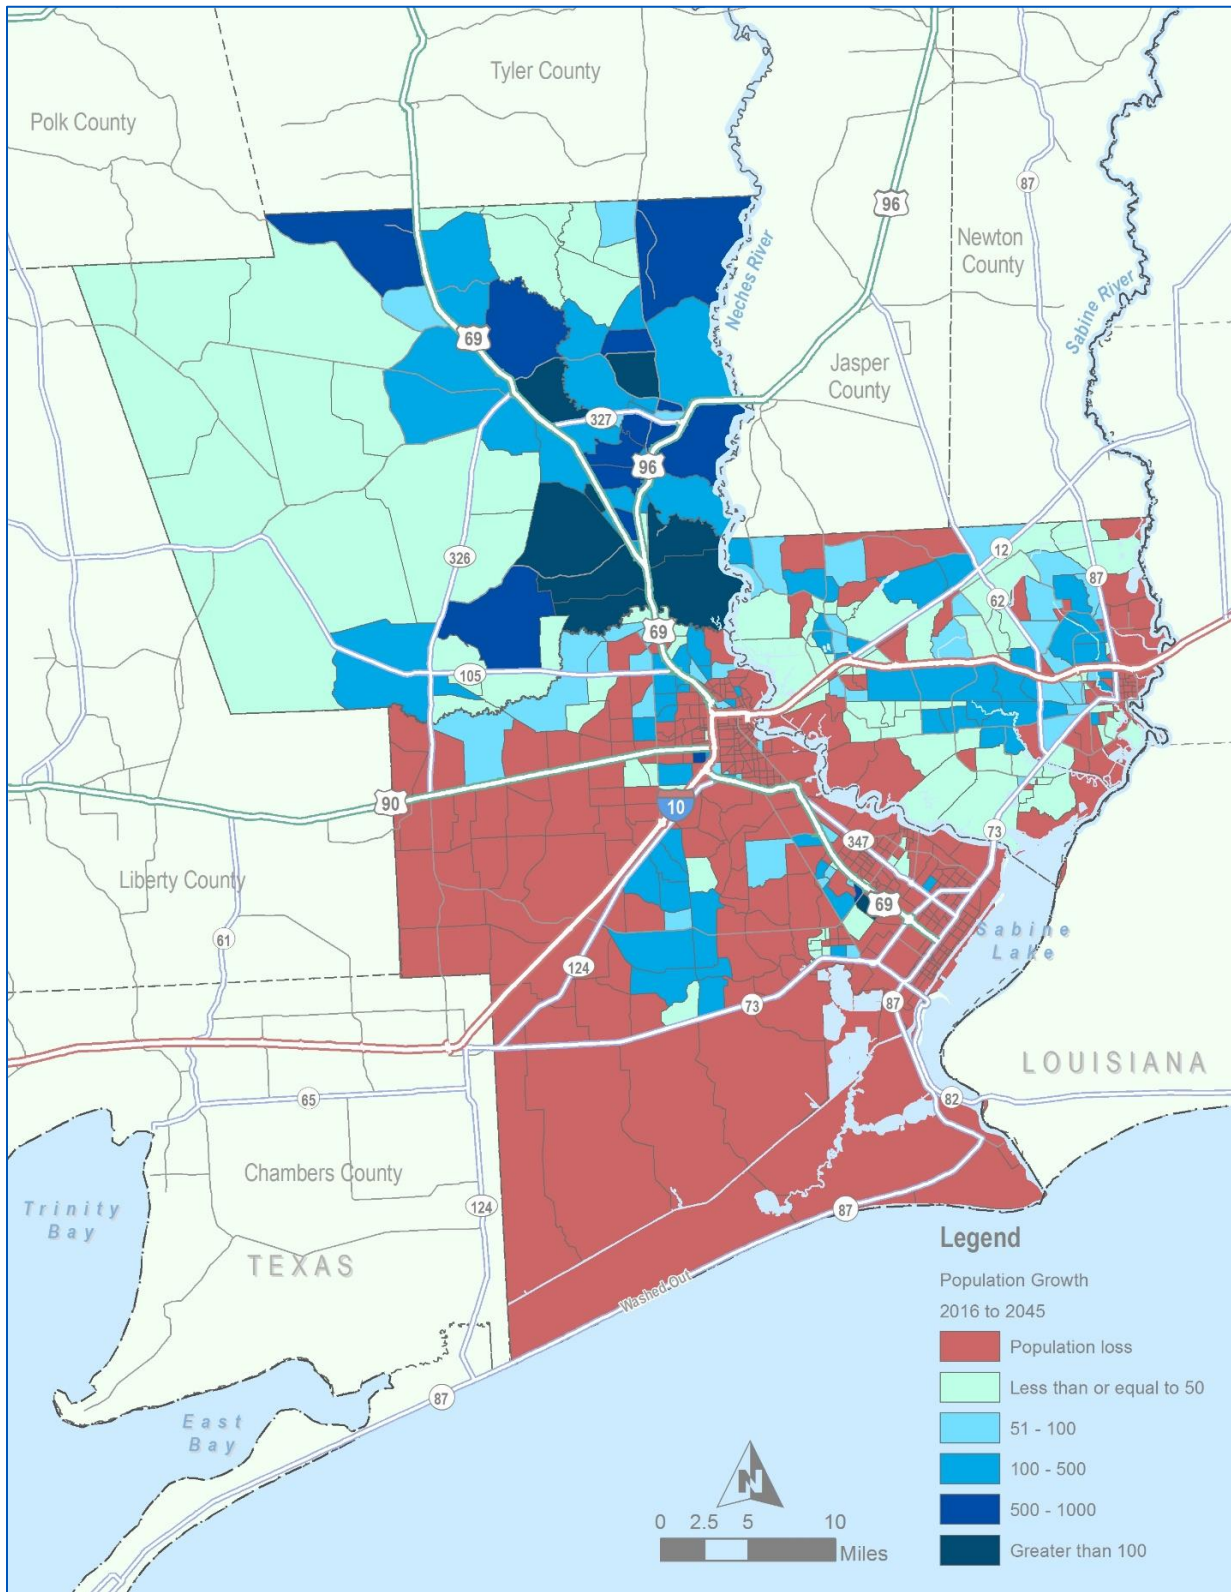 Tyler County
Polk County
96
87
Newton
County
Neches River
Sabine River
69
Jasper
County
327
96
326
12
87
62
69
105
90
10
73
347
Liberty County
69
61
Sabine
Lake
124
73
87
LOUISIANA
65
82
Chambers County
124
87
Trinity
Bay
TEXAS
Washed Out
87
East
Bay
Legend
Population Growth
2016 to 2045
Population loss
Less than or equal to 50
51 - 100
100 - 500
500 - 1000
Greater than 100
N
0 2.5 5 10
Miles